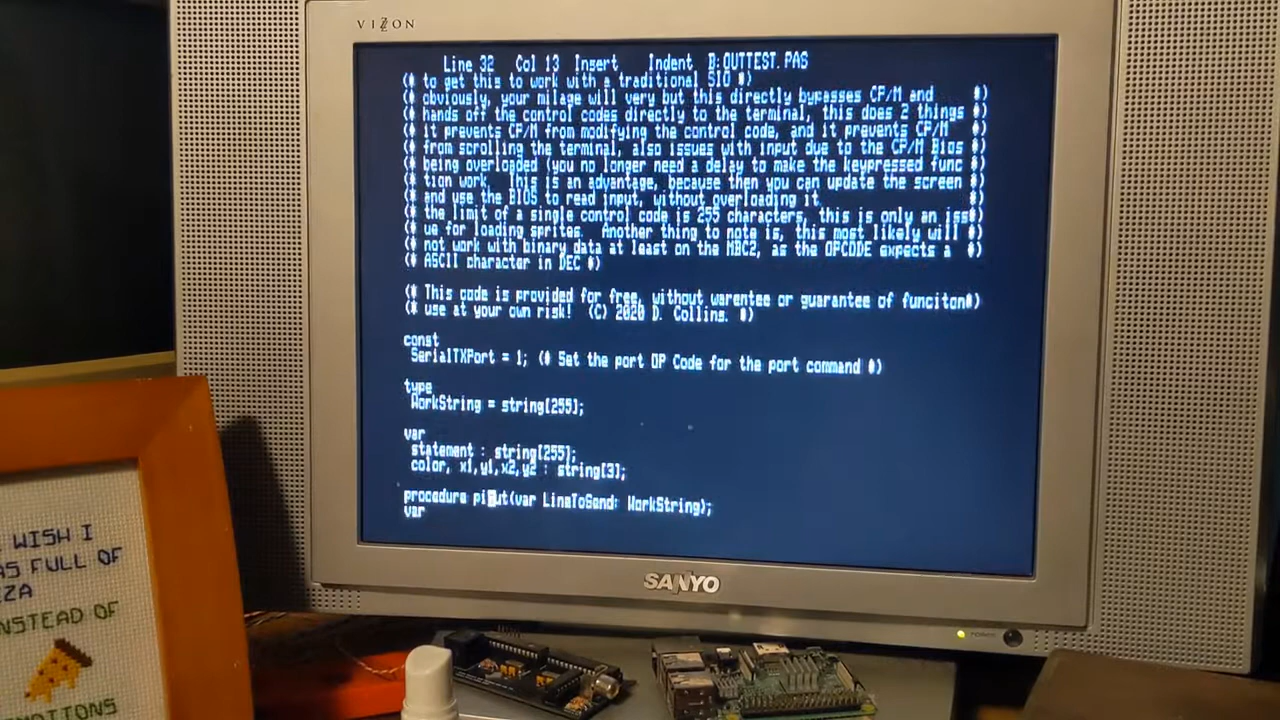 VIZZON
Line 32 Col 13 Insert Indent B:OUTTEST.PAS
(* to get this to work with a traditional SIO *)
(* obviously, your milage will very but this directly bypasses CP/M and *)
(* hands off the control codes directly to the terminal, this does 2 things *)
(* it prevents CP/M from modifying the control code, and it prevents CP/M *)
(* from scrolling the terminal, also issues with input due to the CP/M Bios *)
(* being overloaded (you no longer need a delay to make the keypressed func *)
(* tion work. This is an advantage, because then you can update the screen *)
(* and use the BIOS to read input, without overloading it *)
(* the limit of a single control code is 255 characters, this is only an iss*)
(* ue for loading sprites. Another thing to note is, this most likely will *)
(* not work with binary data at least on the MBC2, as the OPCODE expects a *)
(* ASCII character in DEC *)
(* This code is provided for free, without warentee or guarantee of funciton*)
(* use at your own risk! (C) 2020 D. Collins. *)
const
SerialTXPort = 1; (* Set the port OP Code for the port command *)
type
WorkString = string[255];
var
statement : string[255];
color, x1,y1,x2,y2 : string[3];
procedure piOut(var LineToSend: WorkString);
var
SANYO
POWER
WISH I
AS FULL OF
ZZA
INSTEAD OF
EMOTIONS